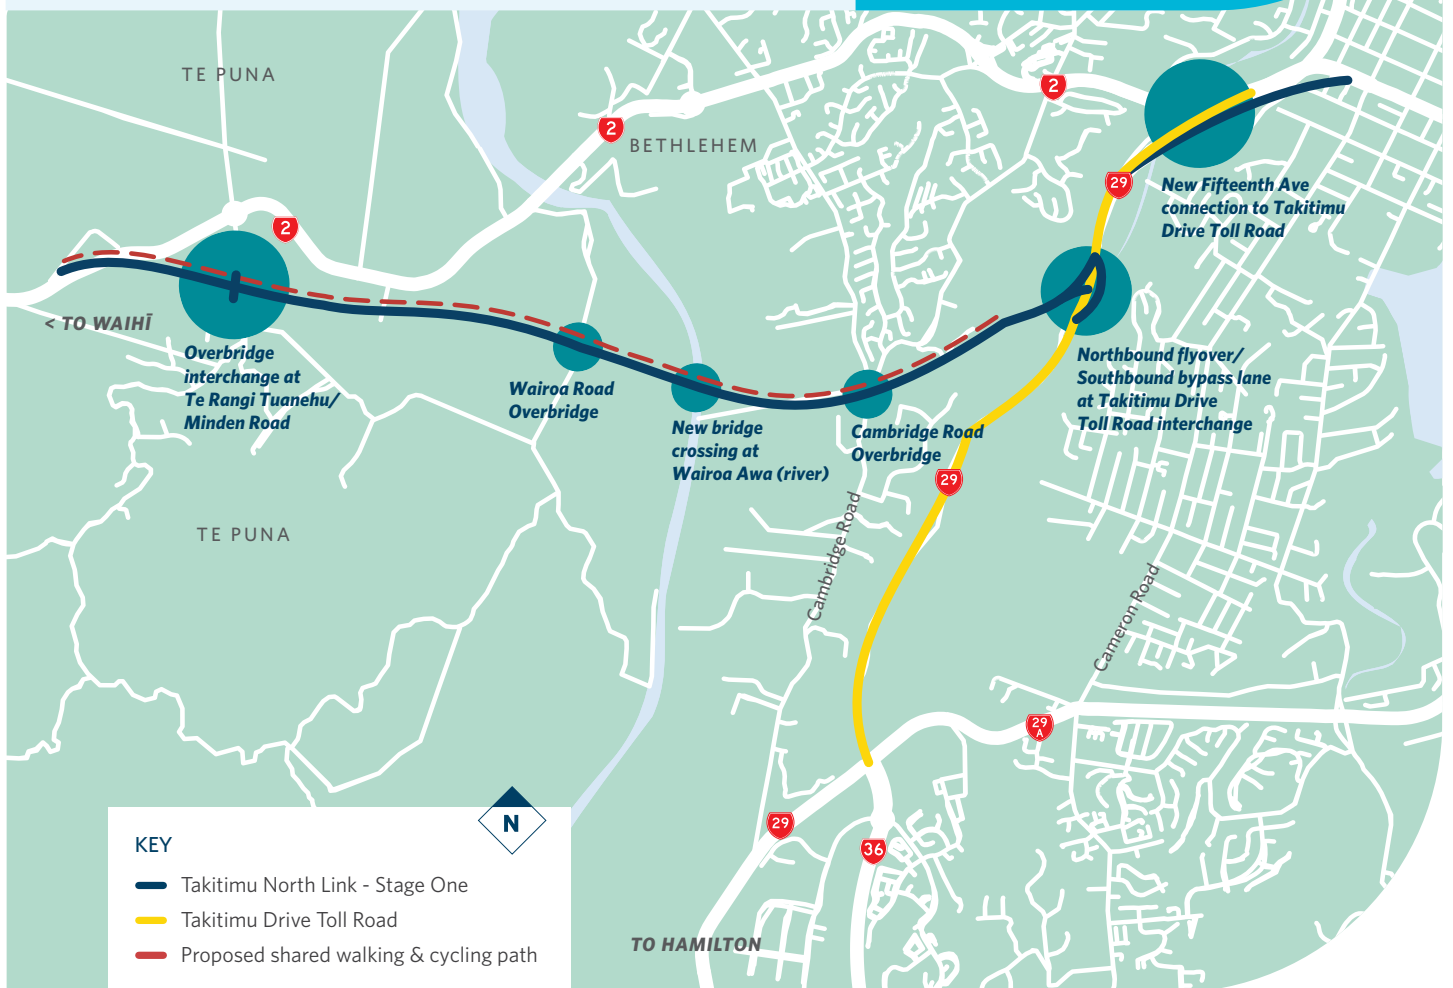 TE PUNA
2
2
BETHLEHEM
2
29
New Fifteenth Ave
connection to Takitimu
Drive Toll Road
< TO WAIHĪ
Overbridge
interchange at
Te Rangi Tuanehu/
Minden Road
Wairoa Road
Overbridge
New bridge
crossing at
Wairoa Awa (river)
Cambridge Road
Overbridge
Northbound flyover/
Southbound bypass lane
at Takitimu Drive
Toll Road interchange
29
TE PUNA
Cambridge Road
Cameron Road
29
A
29
36
TO HAMILTON
N
KEY
Takitimu North Link - Stage One
Takitimu Drive Toll Road
Proposed shared walking & cycling path